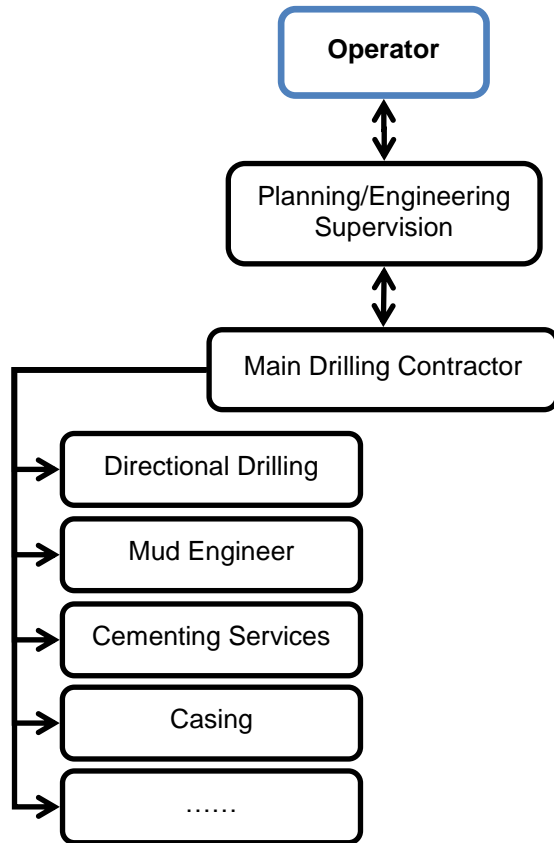 Operator
Planning/Engineering
Supervision
Main Drilling Contractor
Directional Drilling
Mud Engineer
Cementing Services
Casing
……